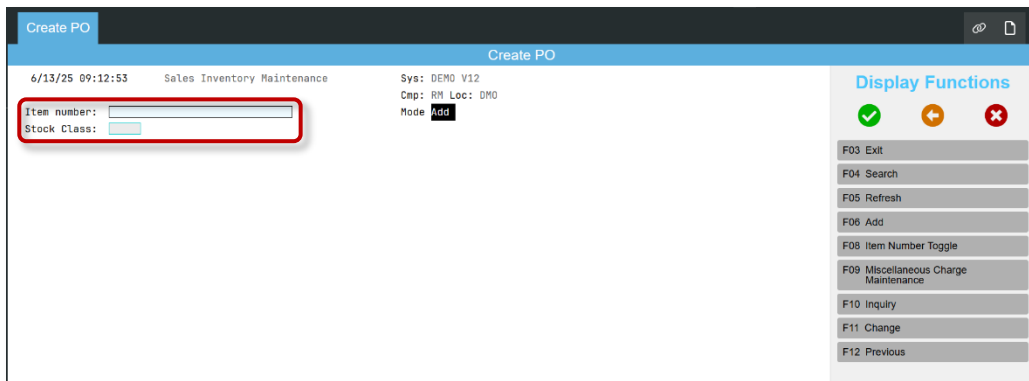 Create PO
Create PO
6/13/25 09:12:53 Sales Inventory Maintenance Sys: DEMO V12
Cmp: RM Loc: DMO
Item number: Mode Add
Stock Class:
Display Functions
F03 Exit
F04 Search
F05 Refresh
F06 Add
F08 Item Number Toggle
F09 Miscellaneous Charge
Maintenance
F10 Inquiry
F11 Change
F12 Previous